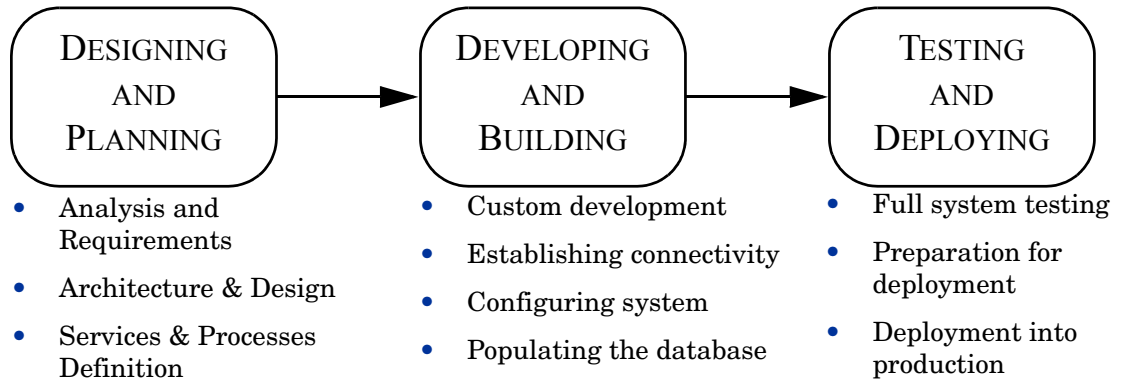 DESIGNING
AND
PLANNING
• Analysis and
Requirements
• Architecture & Design
• Services & Processes
Definition
DEVELOPING
AND
BUILDING
• Custom development
• Establishing connectivity
• Configuring system
• Populating the database
TESTING
AND
DEPLOYING
• Full system testing
• Preparation for
deployment
• Deployment into
production